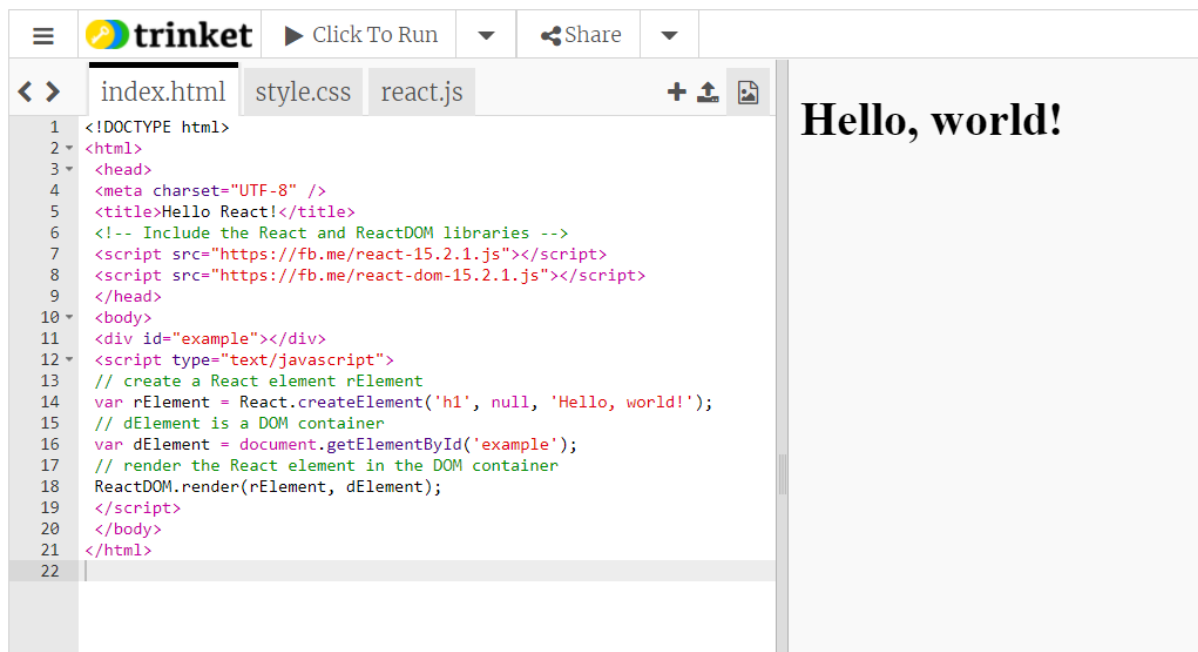 trinket Click To Run Share
index.html style.css react.js
1 <!DOCTYPE html>
2 <html>
3 <head>
4 <meta charset="UTF-8" />
5 <title>Hello React!</title>
6 <!-- Include the React and ReactDOM libraries -->
7 <script src="https://fb.me/react-15.2.1.js"></script>
8 <script src="https://fb.me/react-dom-15.2.1.js"></script>
9 </head>
10 <body>
11 <div id="example"></div>
12 <script type="text/javascript">
13 // create a React element rElement
14 var rElement = React.createElement('h1', null, 'Hello, world!');
15 // dElement is a DOM container
16 var dElement = document.getElementById('example');
17 // render the React element in the DOM container
18 ReactDOM.render(rElement, dElement);
19 </script>
20 </body>
21 </html>
22
Hello, world!